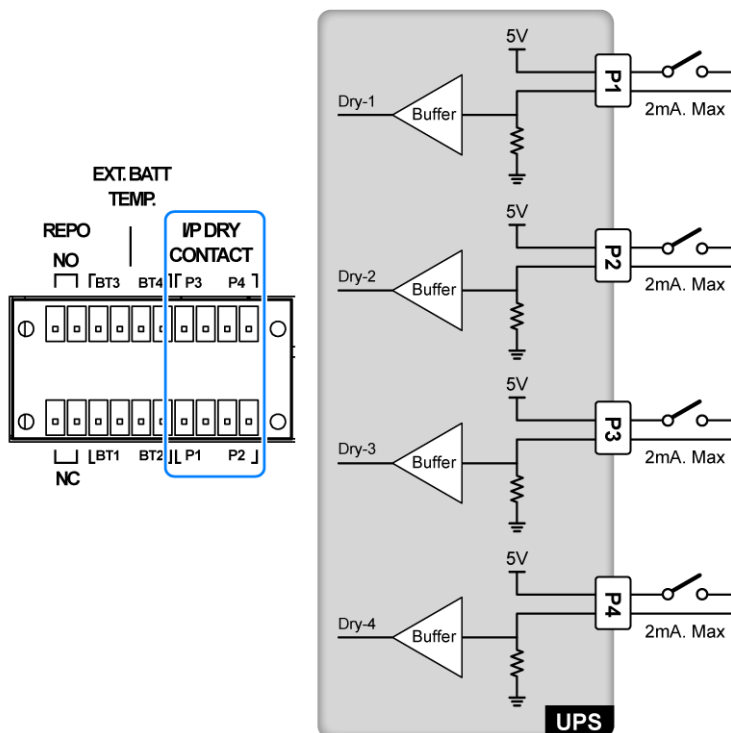 EXT. BATT
TEMP.
REPO
I/P DRY
CONTACT
NO
BT3
BT4
P3
P4
NC
BT1
BT2
P1
P2
5V
P1
Dry-1
Buffer
2mA. Max
5V
P2
Dry-2
Buffer
2mA. Max
5V
P3
Dry-3
Buffer
2mA. Max
5V
P4
Dry-4
Buffer
2mA. Max
UPS